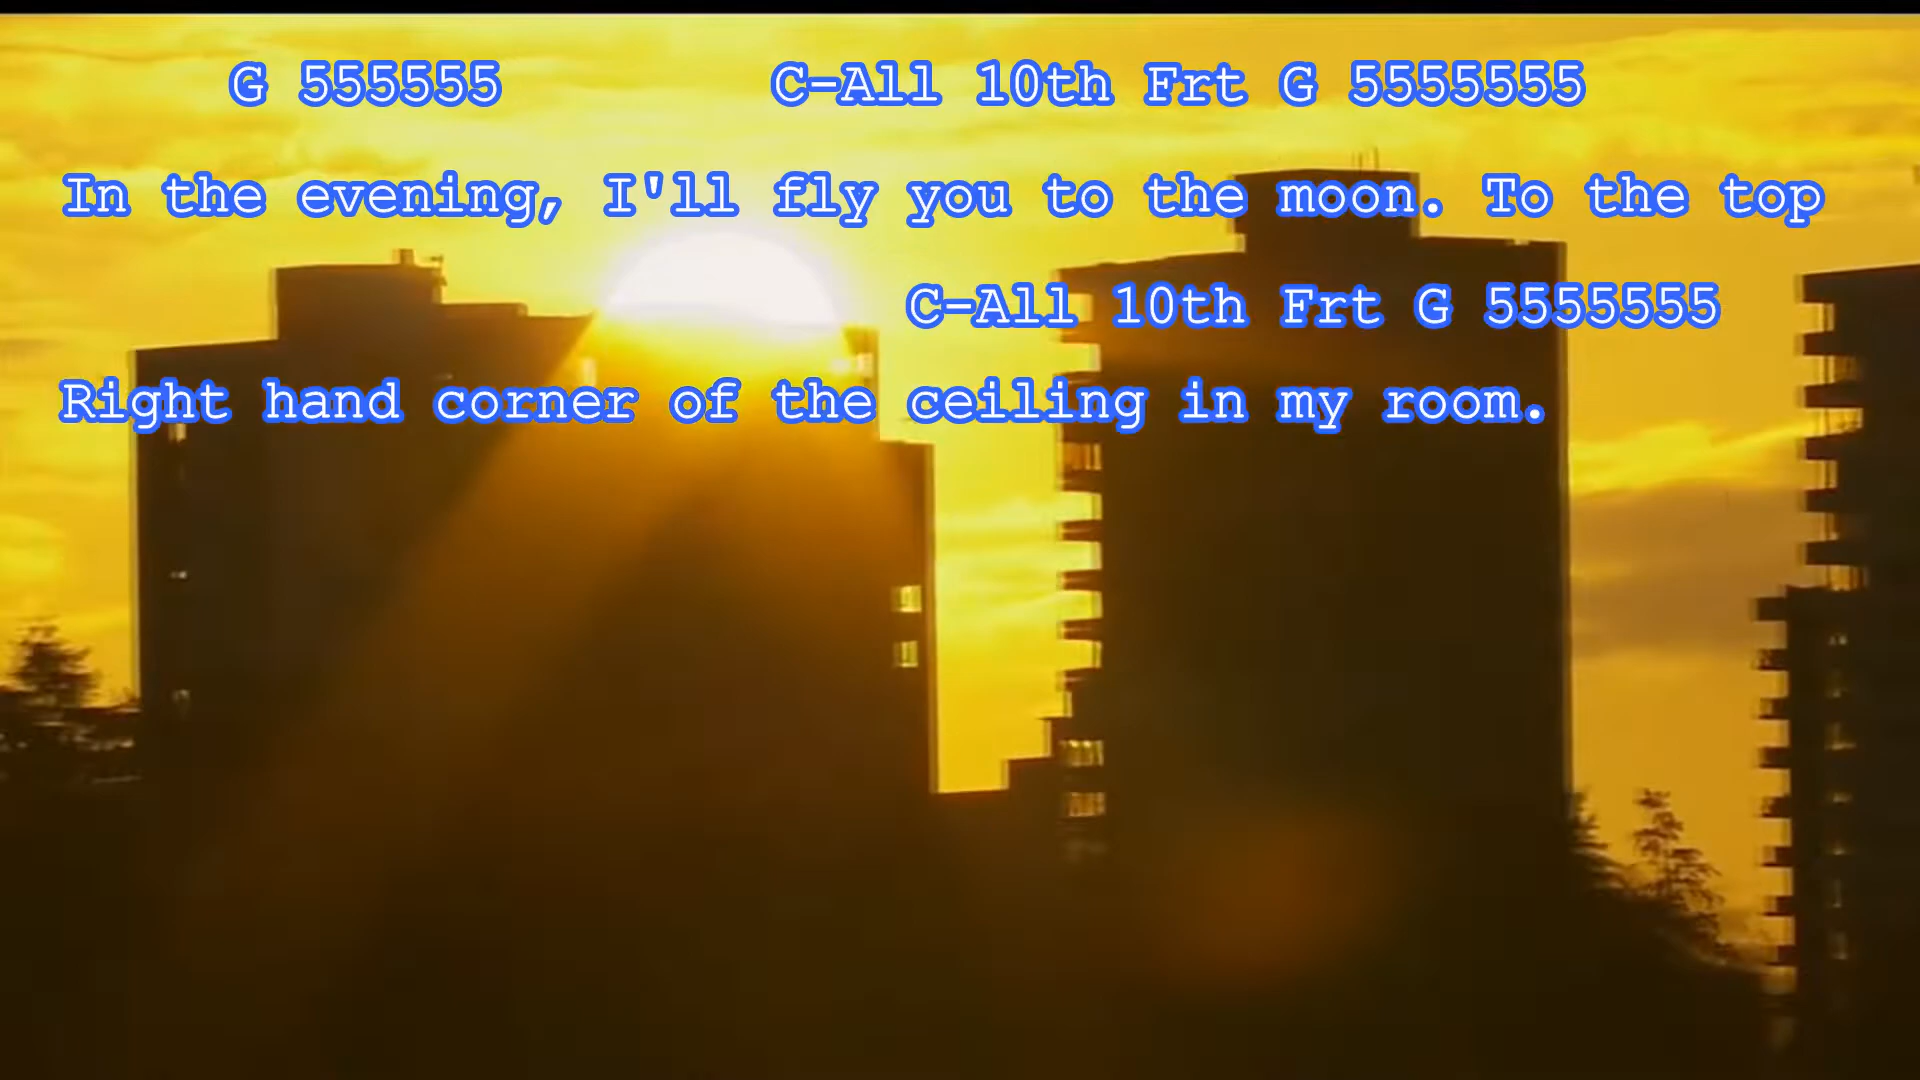 G 555555 C-All 10th Frt G 5555555
In the evening, I'll fly you to the moon. To the top
C-All 10th Frt G 5555555
Right hand corner of the ceiling in my room.